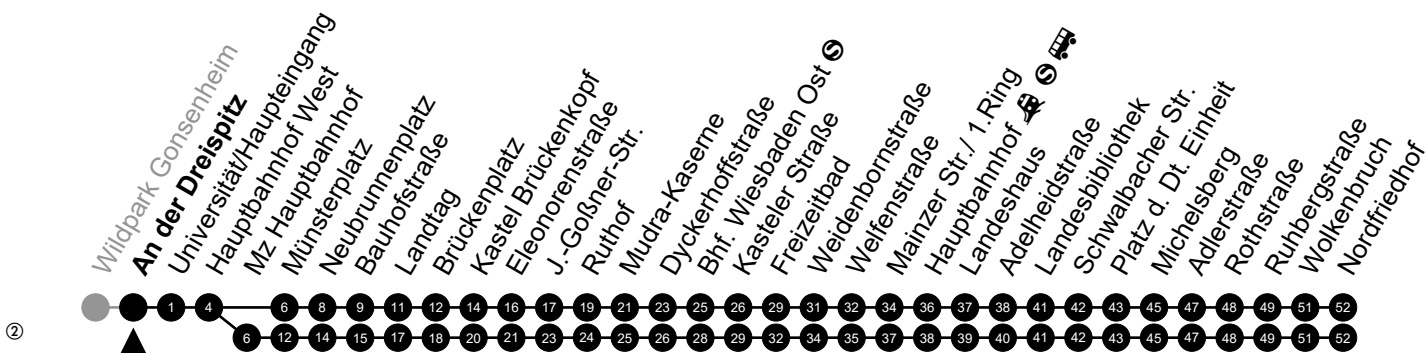 Wildpark Gonsenheim
An der Dreispitz
Universität/Haupteingang
Hauptbahnhof West
Mz Hauptbahnhof
Münsterplatz
Neubrunnenplatz
Bauhofstraße
Landtag
Brückenplatz
Kastel Brückenkopf
Eleonorenstraße
J.-Goßner-Str.
Ruthof
Mudra-Kaserne
Dyckerhoffstraße
Bhf. Wiesbaden Ost S
Kasteler Straße
Freizeitbad
Weidenbornstraße
Welfenstraße
Mainzer Str./ 1.Ring
Hauptbahnhof S
Landeshaus
Adelheidstraße
Landesbibliothek
Schwalbacher Str.
Platz d. Dt. Einheit
Michelsberg
Adlerstraße
Rothstraße
Ruhbergstraße
Wolkenbruch
Nordfriedhof
1 4 6 8 9 11 12 14 16 17 19 21 23 25 26 29 31 32 34 36 37 38 41 42 43 45 47 48 49 51 52
② 6 12 14 15 17 18 20 21 23 24 25 26 28 29 32 34 35 37 38 39 40 41 42 43 45 47 48 49 51 52